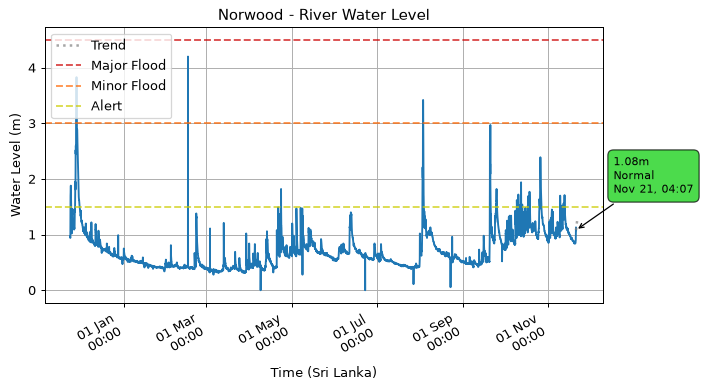 Norwood - River Water Level
Trend
Major Flood
Minor Flood
Alert
Water Level (m)
4
3
2
1
0
1.08m
Normal
Nov 21, 04:07
01 Jan
00:00
01 Mar
00:00
01 May
00:00
01 Jul
00:00
01 Sep
00:00
01 Nov
00:00
Time (Sri Lanka)